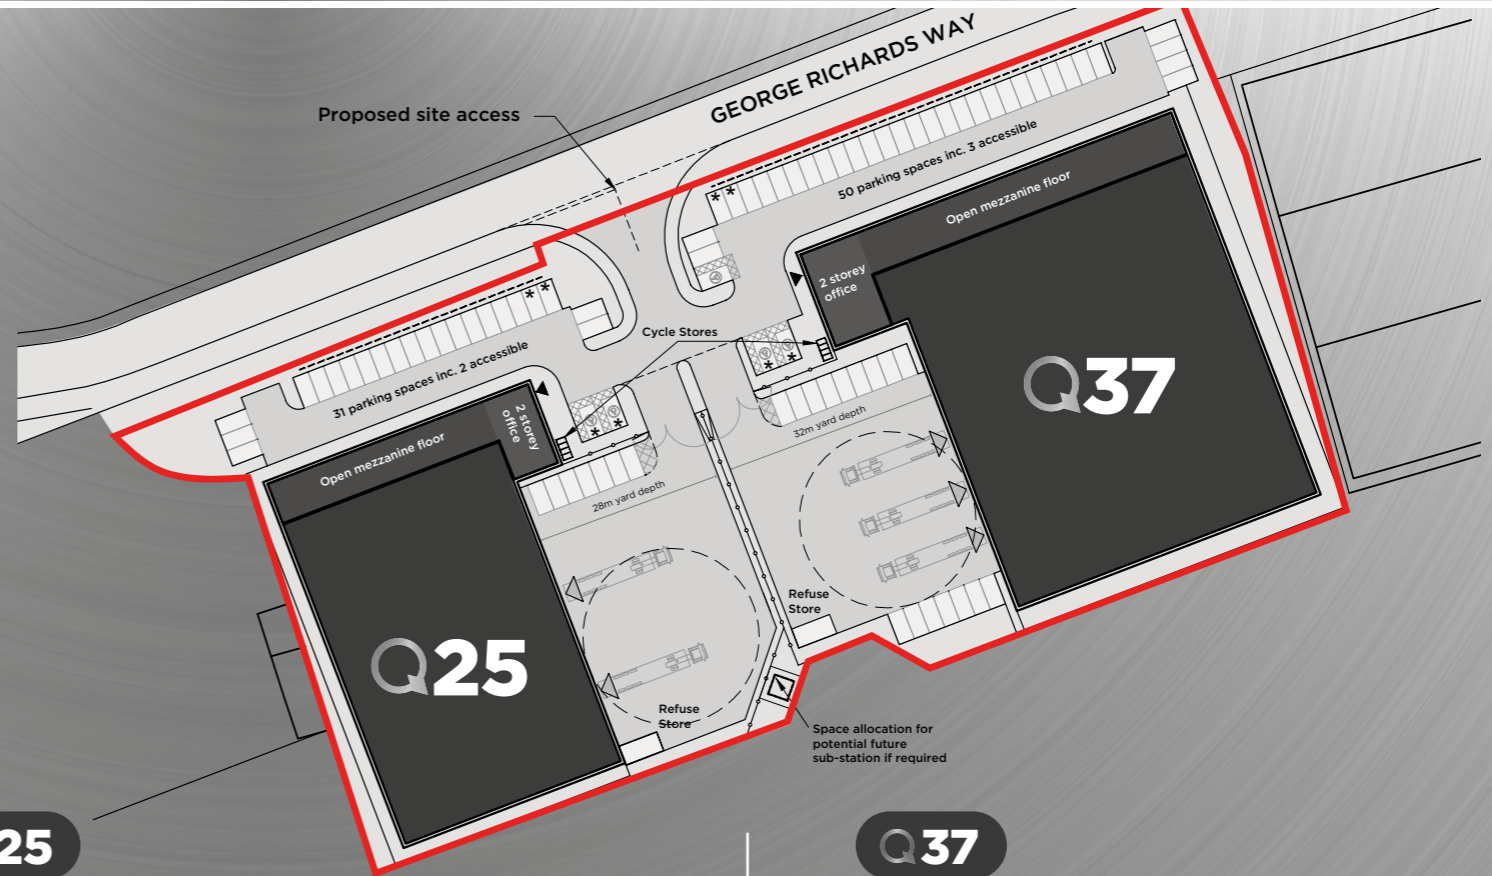 GEORGE RICHARDS WAY
Proposed site access
50 parking spaces inc. 3 accessible
Open mezzanine floor
2 storey
office
Cycle Stores
31 parking spaces inc. 2 accessible
Q37
2 storey
office
Open mezzanine floor
32m yard depth
28m yard depth
Refuse
Store
Q25
Refuse
Store
Space allocation for
potential future
sub-station if required
25
Q37